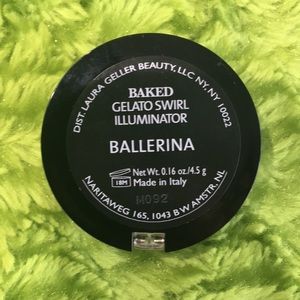 DIST. LAURA GELLER BEAUTY, LLC NY, NY 10022
BAKED
GELATO SWIRL
ILLUMINATOR
BALLERINA
18M
Net Wt. 0.16 oz./4.5 g
Made in Italy
M092
NARITAWEG 165, 1043 BW AMSTR. NL